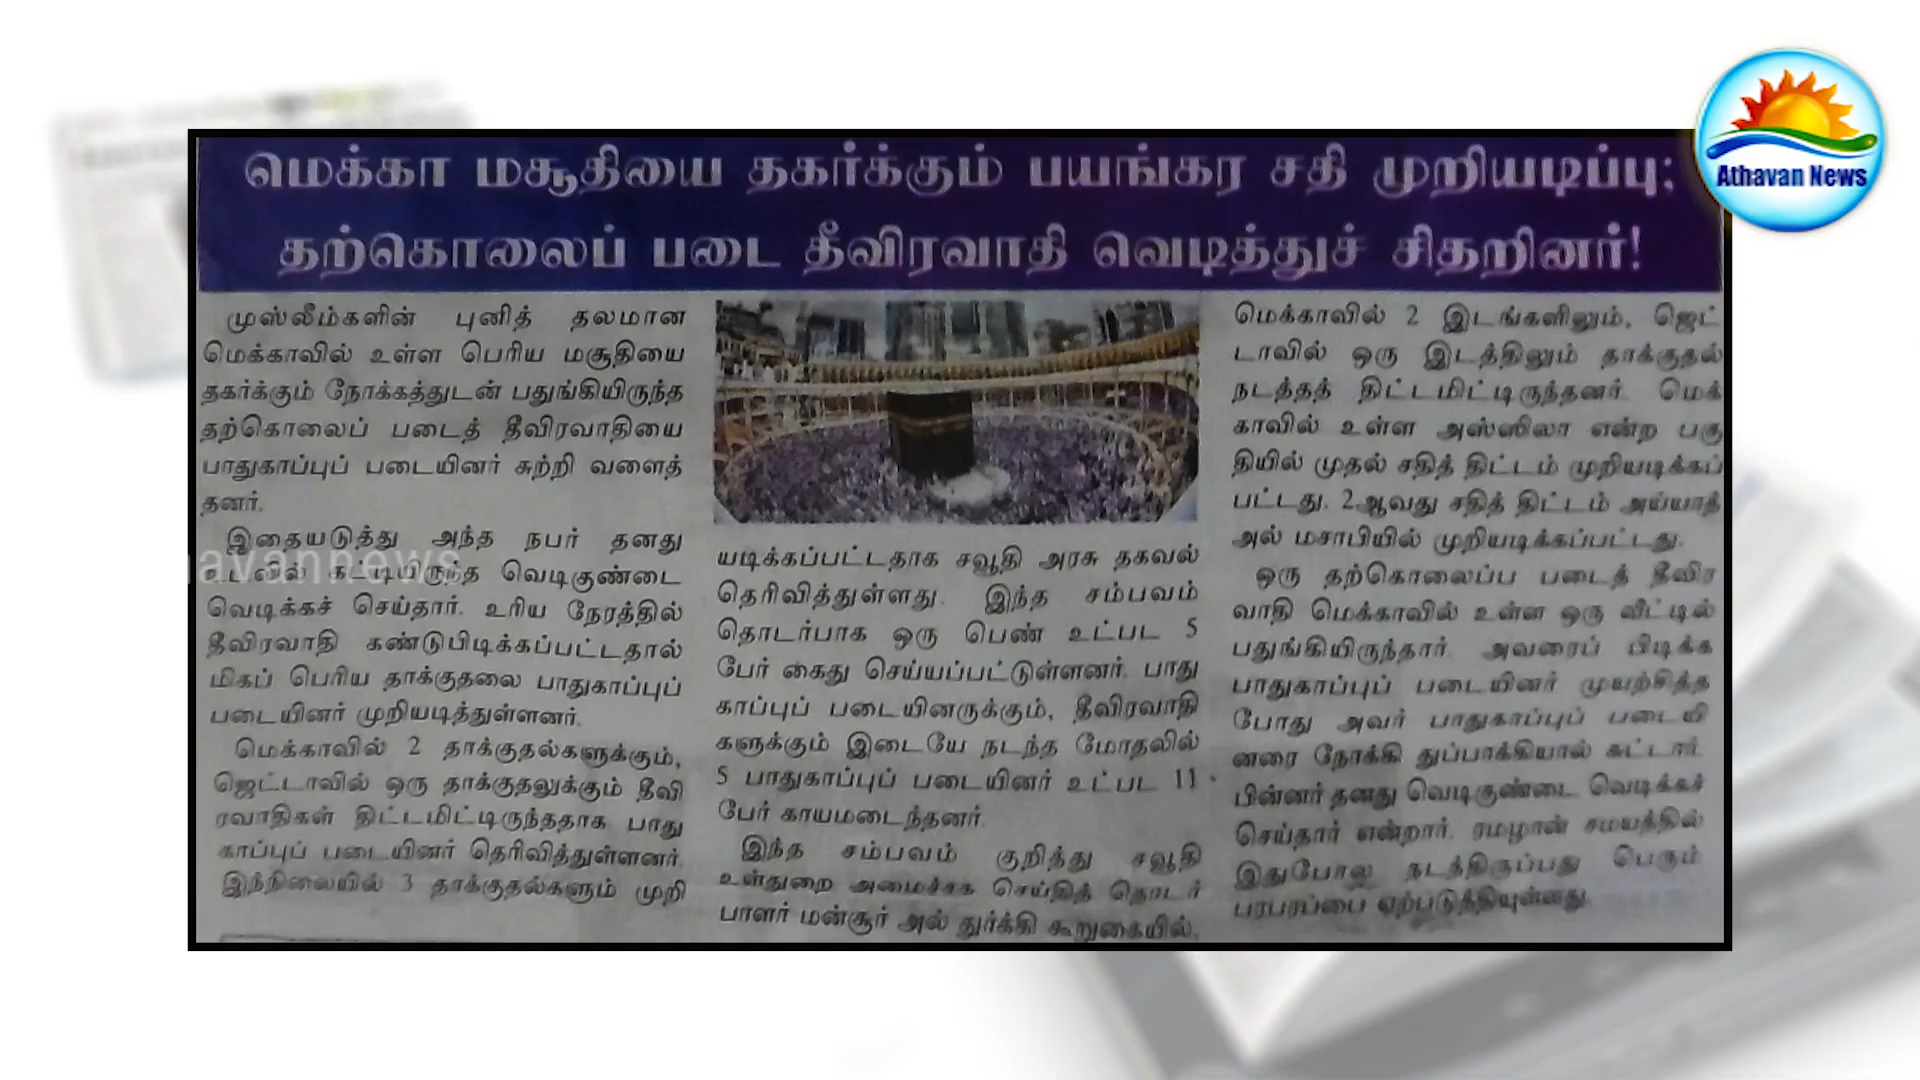 Athavan News
மெக்கா மசூதியை தகர்க்கும் பயங்கர சதி முறியடிப்பு;
தற்கொலைப் படை தீவிரவாதி வெடித்துச் சிதறினர்!
முஸ்லீம்களின் புனித் தலமான
மெக்காவில் உள்ள பெரிய மசூதியை
தகர்க்கும் நோக்கத்துடன் பதுங்கியிருந்த
தற்கொலைப் படைத் தீவிரவாதியை
பாதுகாப்புப் படையினர் சுற்றி வளைத்
தனர்.
இதையடுத்து அந்த நபர் தனது
உடலில் கட்டியிருந்த வெடிகுண்டை
வெடிக்கச் செய்தார். உரிய நேரத்தில்
தீவிரவாதி கண்டுபிடிக்கப்பட்டதால்
மிகப் பெரிய தாக்குதலை பாதுகாப்புப்
படையினர் முறியடித்துள்ளனர்.
மெக்காவில் 2 தாக்குதல்களுக்கும்,
ஜெட்டாவில் ஒரு தாக்குதலுக்கும் தீவி
ரவாதிகள் திட்டமிட்டிருந்ததாக பாது
காப்புப் படையினர் தெரிவித்துள்ளனர்.
இந்நிலையில் 3 தாக்குதல்களும் முறி
யடிக்கப்பட்டதாக சவூதி அரசு தகவல்
தெரிவித்துள்ளது. இந்த சம்பவம்
தொடர்பாக ஒரு பெண் உட்பட 5
பேர் கைது செய்யப்பட்டுள்ளனர். பாது
காப்புப் படையினருக்கும், தீவிரவாதி
களுக்கும் இடையே நடந்த மோதலில்
5 பாதுகாப்புப் படையினர் உட்பட 11
பேர் காயமடைந்தனர்.
இந்த சம்பவம் குறித்து சவூதி
உள்துறை அமைச்சக செய்தித் தொடர்
பாளர் மன்சூர் அல் துர்க்கி கூறுகையில்,
மெக்காவில் 2 இடங்களிலும், ஜெட்
டாவில் ஒரு இடத்திலும் தாக்குதல்
நடத்தத் திட்டமிட்டிருந்தனர். மெக்
காவில் உள்ள அஸ்ஸிலா என்ற பகு
தியில் முதல் சதித் திட்டம் முறியடிக்கப்
பட்டது. 2ஆவது சதித் திட்டம் அய்யாத்
அல் மசாபியில் முறியடிக்கப்பட்டது.
ஒரு தற்கொலைப்ப படைத் தீவிர
வாதி மெக்காவில் உள்ள ஒரு வீட்டில்
பதுங்கியிருந்தார். அவரைப் பிடிக்க
பாதுகாப்புப் படையினர் முயற்சித்த
போது அவர் பாதுகாப்புப் படையி
னரை நோக்கி துப்பாக்கியால் சுட்டார்.
பின்னர் தனது வெடிகுண்டை வெடிக்கச்
செய்தார் என்றார். ரமழான் சமயத்தில்
இதுபோல நடத்திருப்பது பெரும்
பரபரப்பை ஏற்படுத்தியுள்ளது.